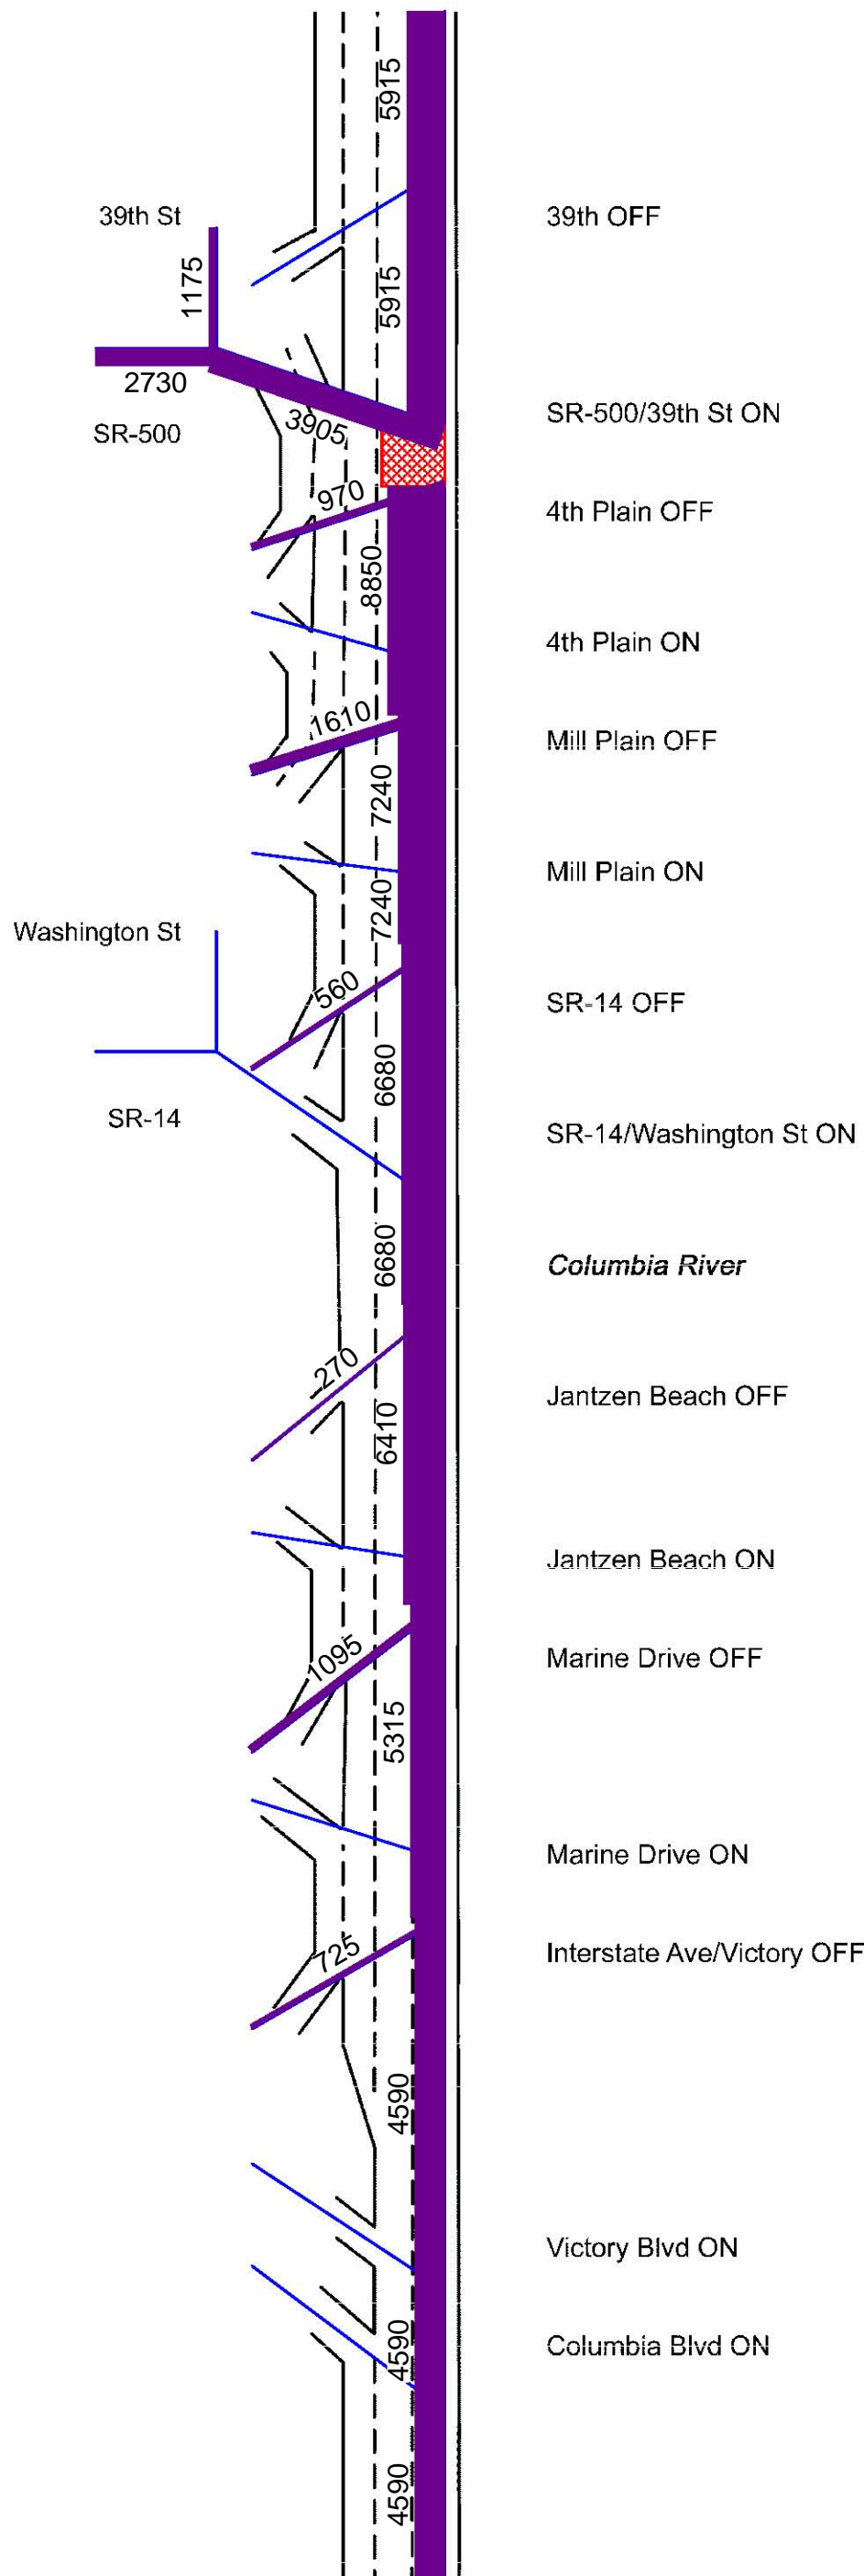 5915
39th St
39th OFF
1175
5915
2730
SR-500/39th St ON
3905
SR-500
970
4th Plain OFF
8850
4th Plain ON
1610
Mill Plain OFF
7240
Mill Plain ON
7240
Washington St
560
SR-14 OFF
6680
SR-14
SR-14/Washington St ON
6680
Columbia River
270
Jantzen Beach OFF
6410
Jantzen Beach ON
1095
Marine Drive OFF
5315
Marine Drive ON
725
Interstate Ave/Victory OFF
4590
Victory Blvd ON
4590
Columbia Blvd ON
4590